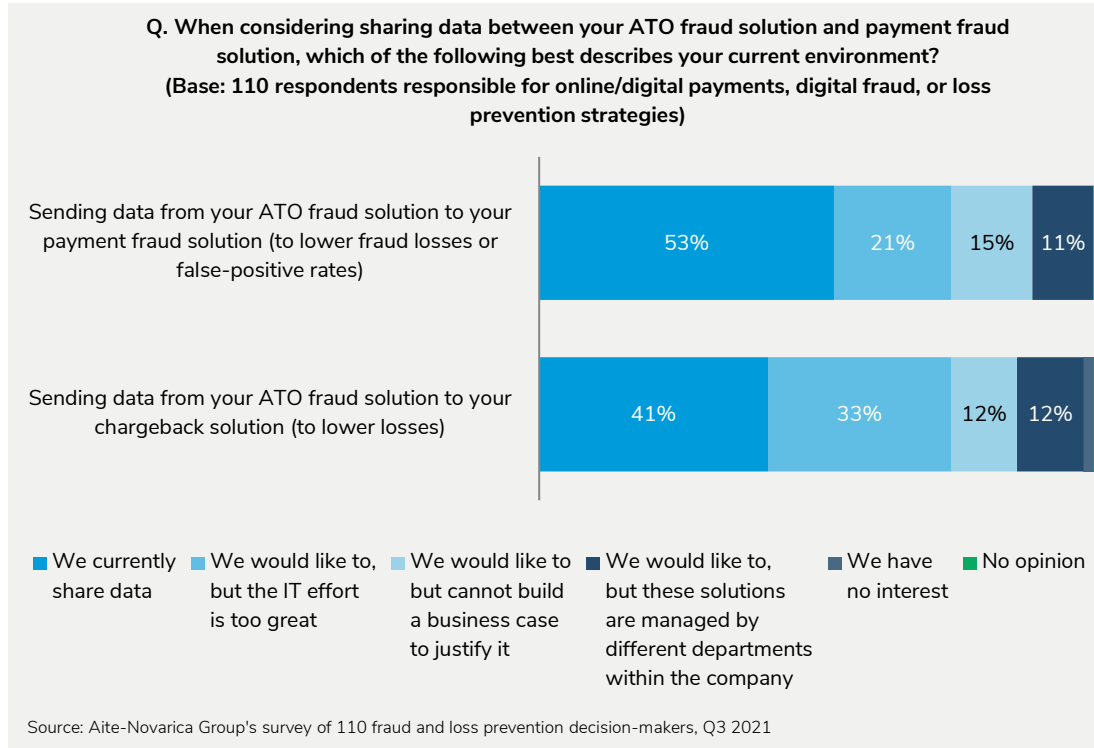 Q. When considering sharing data between your ATO fraud solution and payment fraud
solution, which of the following best describes your current environment?
(Base: 110 respondents responsible for online/digital payments, digital fraud, or loss
prevention strategies)
Sending data from your ATO fraud solution to your
payment fraud solution (to lower fraud losses or
false-positive rates)
53%
21%
15%
11%
Sending data from your ATO fraud solution to your
chargeback solution (to lower losses)
41%
33%
12%
12%
We currently
share data
We would like to,
but the IT effort
is too great
We would like to
but cannot build
a business case
to justify it
We would like to,
but these solutions
are managed by
different departments
within the company
We have
no interest
No opinion
Source: Aite-Novarica Group's survey of 110 fraud and loss prevention decision-makers, Q3 2021